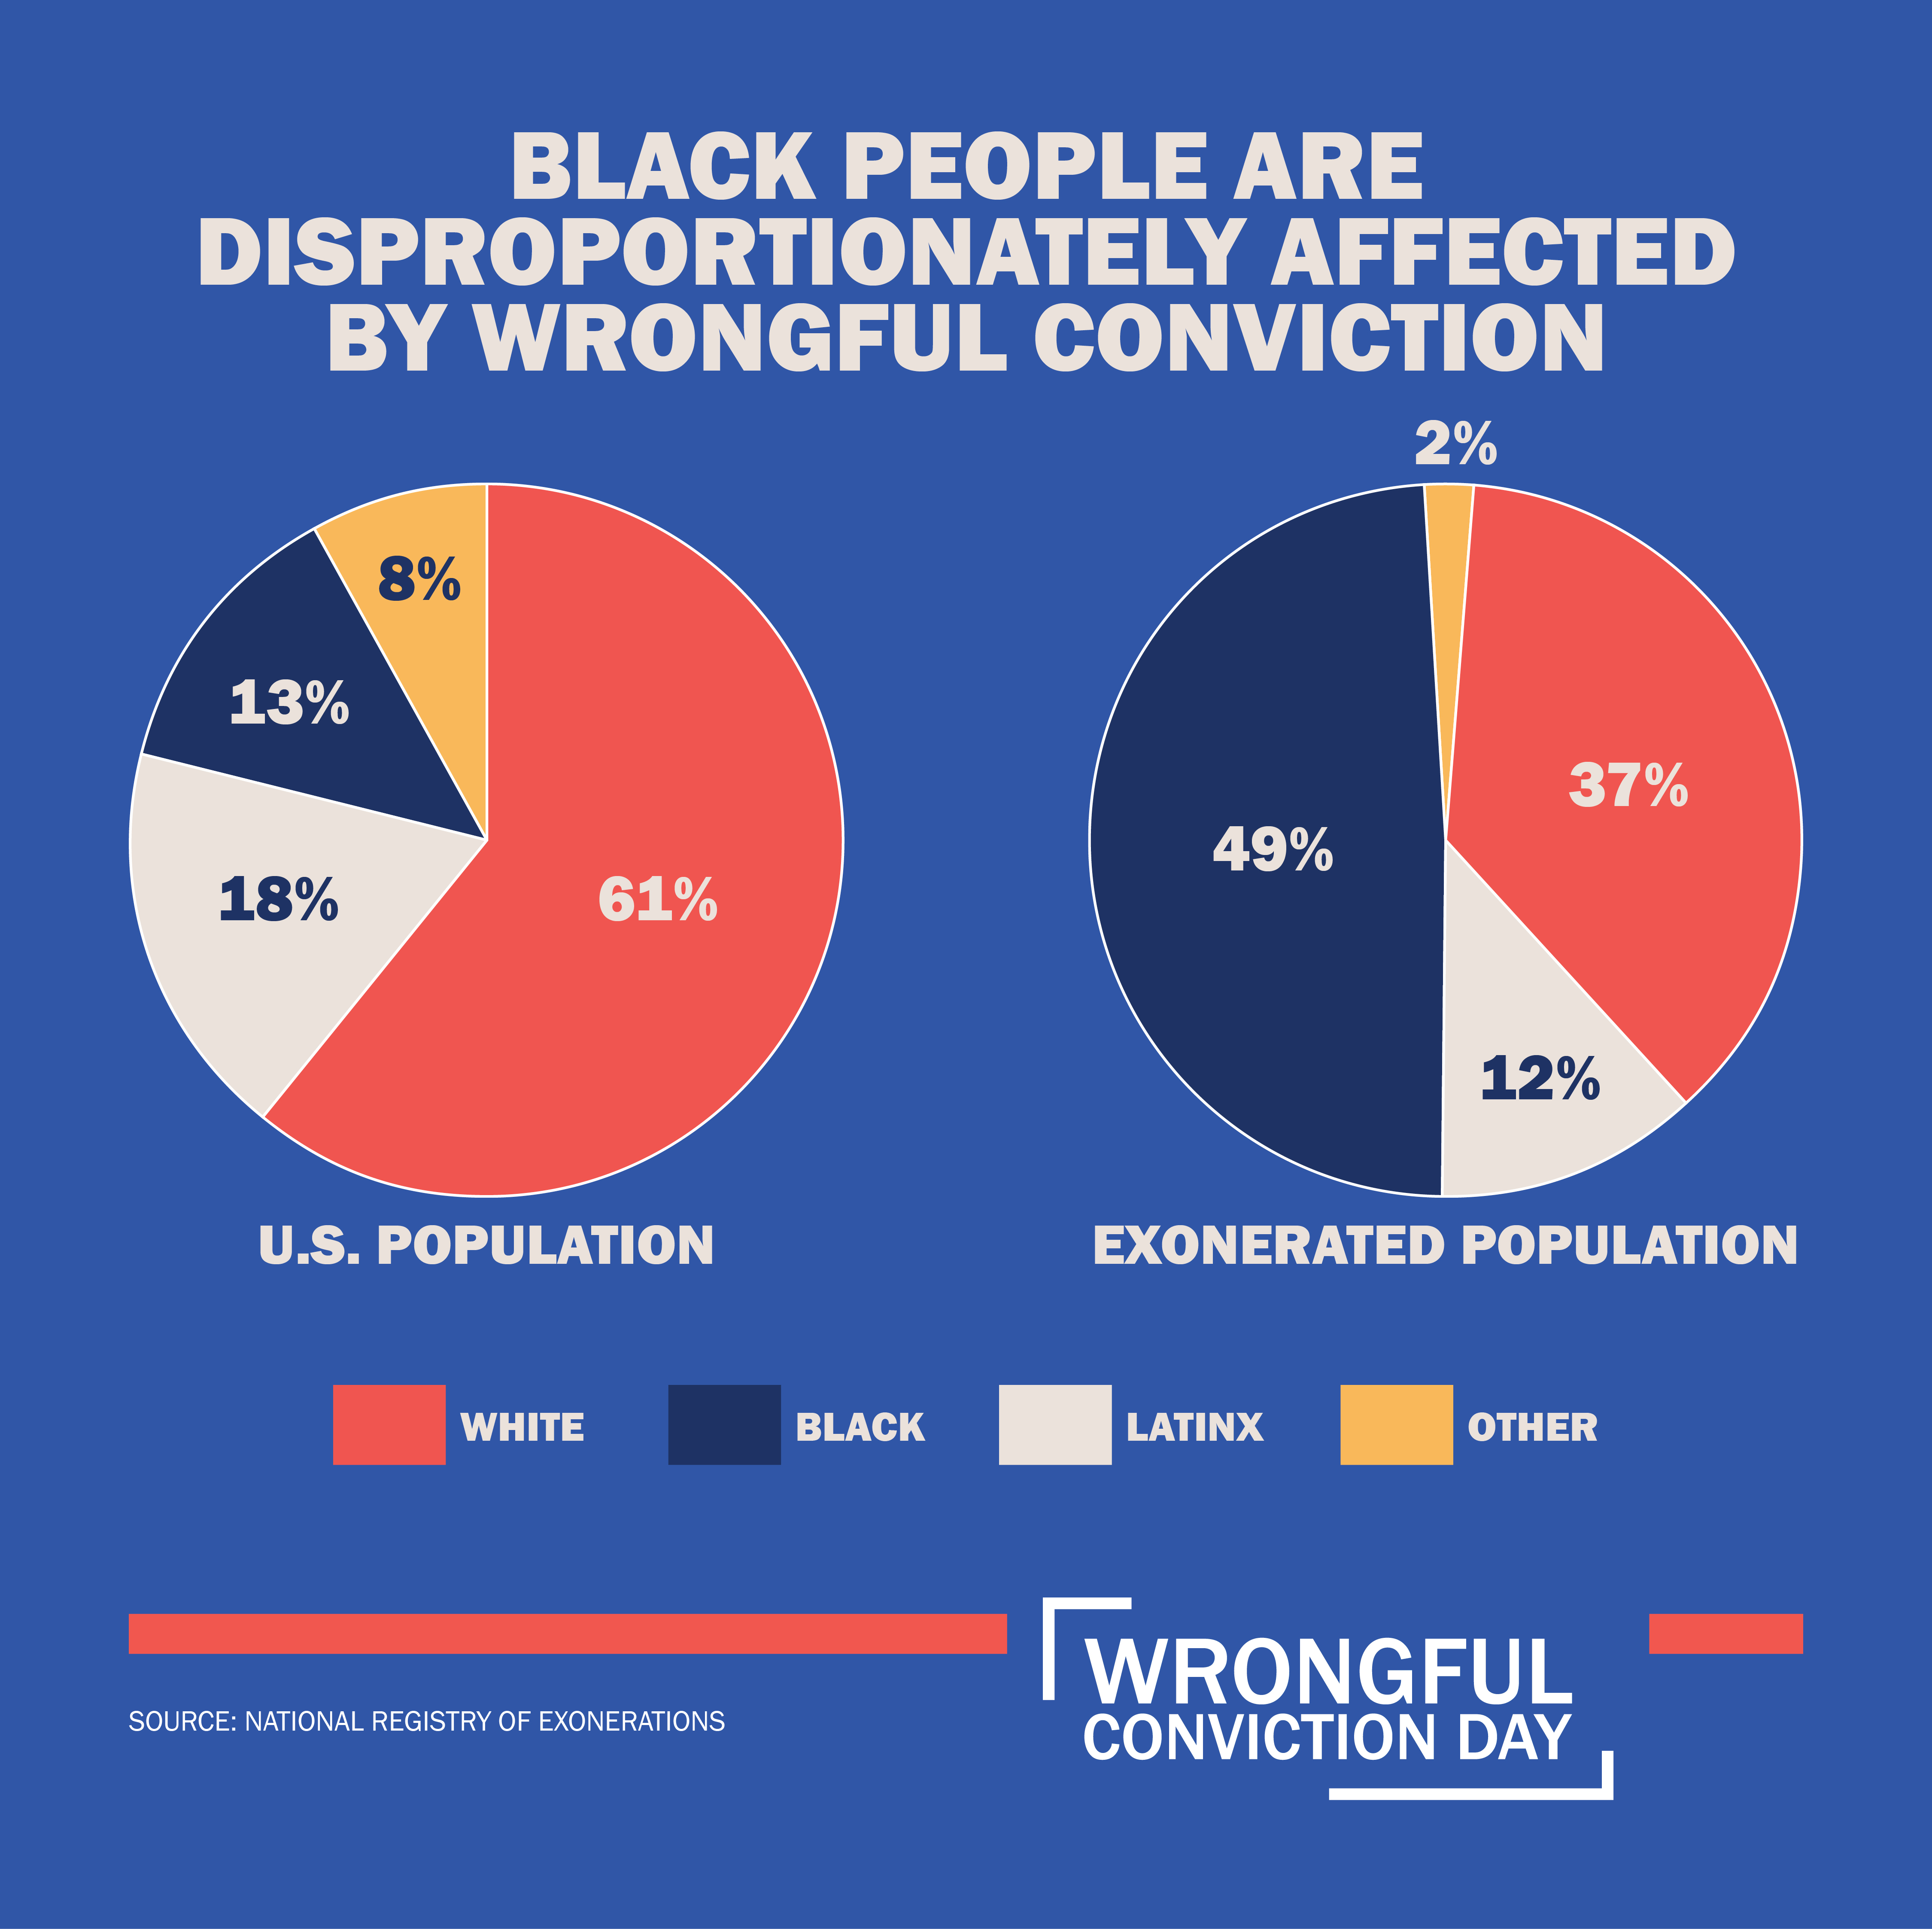 BLACK PEOPLE ARE
DISPROPORTIONATELY AFFECTED
BY WRONGFUL CONVICTION
8%
13%
18%
61%
U.S. POPULATION
2%
37%
49%
12%
EXONERATED POPULATION
WHITE
BLACK
LATINX
OTHER
SOURCE: NATIONAL REGISTRY OF EXONERATIONS
WRONGFUL
CONVICTION DAY